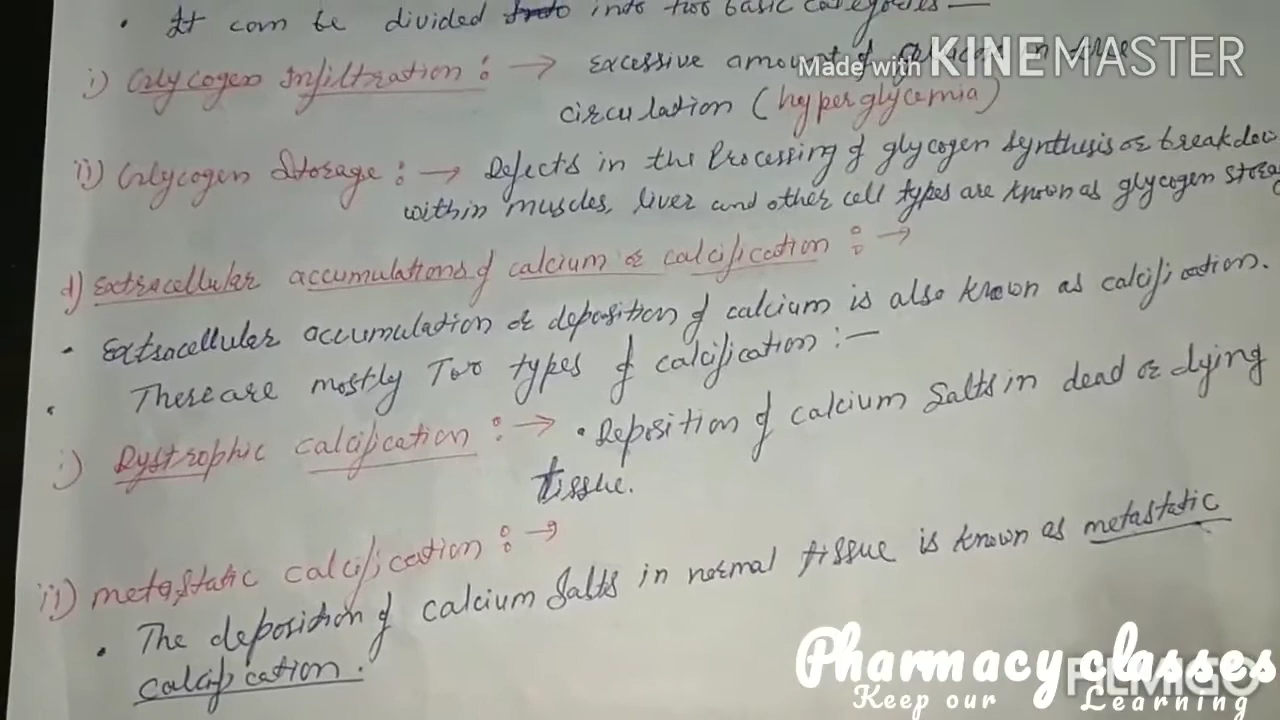 • It can be divided into two basic categories —
i) Glycogen Infiltration : → Excessive amount of in
circulation (hyperglycemia)
ii) Glycogen Storage : → Defects in the Processing of glycogen synthesis or breakdow
within muscles, liver and other cell types are known as glycogen storag
d) Extracellular accumulations of calcium & calcification : →
• Extracellular accumulation or deposition of calcium is also known as calcification.
• There are mostly Two types of calcification :—
i) Dystrophic calcification : → • Deposition of calcium salts in dead or dying
tissue.
ii) metastatic calcification : →
• The deposition of calcium salts in normal tissue is known as metastatic
calcification.
Made with KINEMASTER
Pharmacy classes
Keep our Learning
FILMIGO